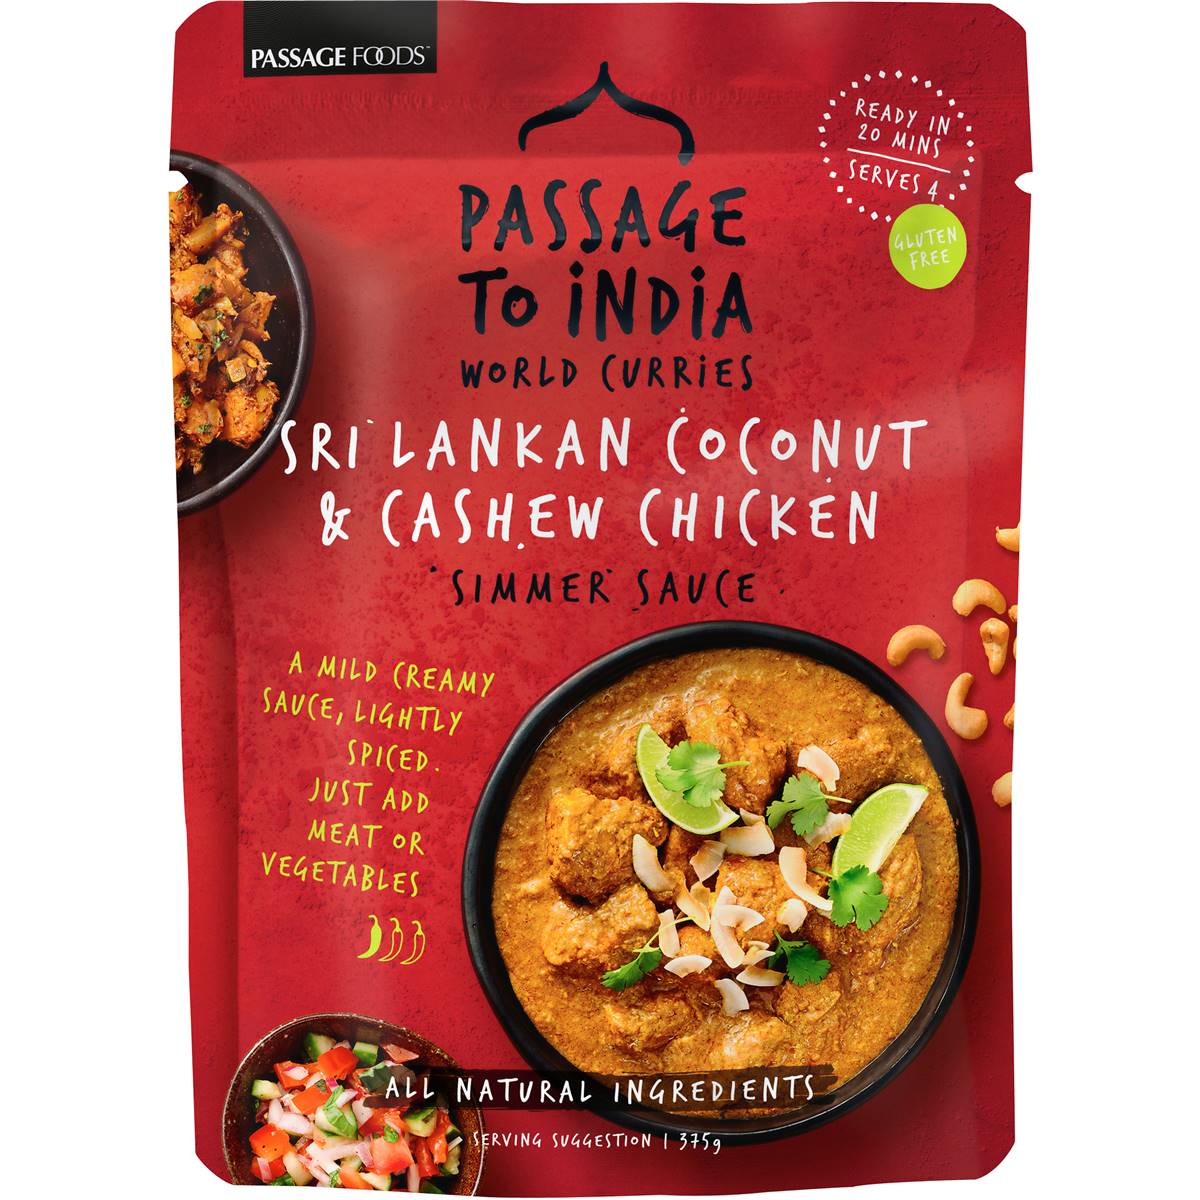 PASSAGE FOODS™
READY IN
20 MINS
SERVES 4
GLUTEN
FREE
PASSAGE
TO INDIA
WORLD CURRIES
SRI LANKAN COCONUT
& CASHEW CHICKEN
SIMMER SAUCE
A MILD CREAMY
SAUCE, LIGHTLY
SPICED.
JUST ADD
MEAT OR
VEGETABLES
ALL NATURAL INGREDIENTS
SERVING SUGGESTION | 375g